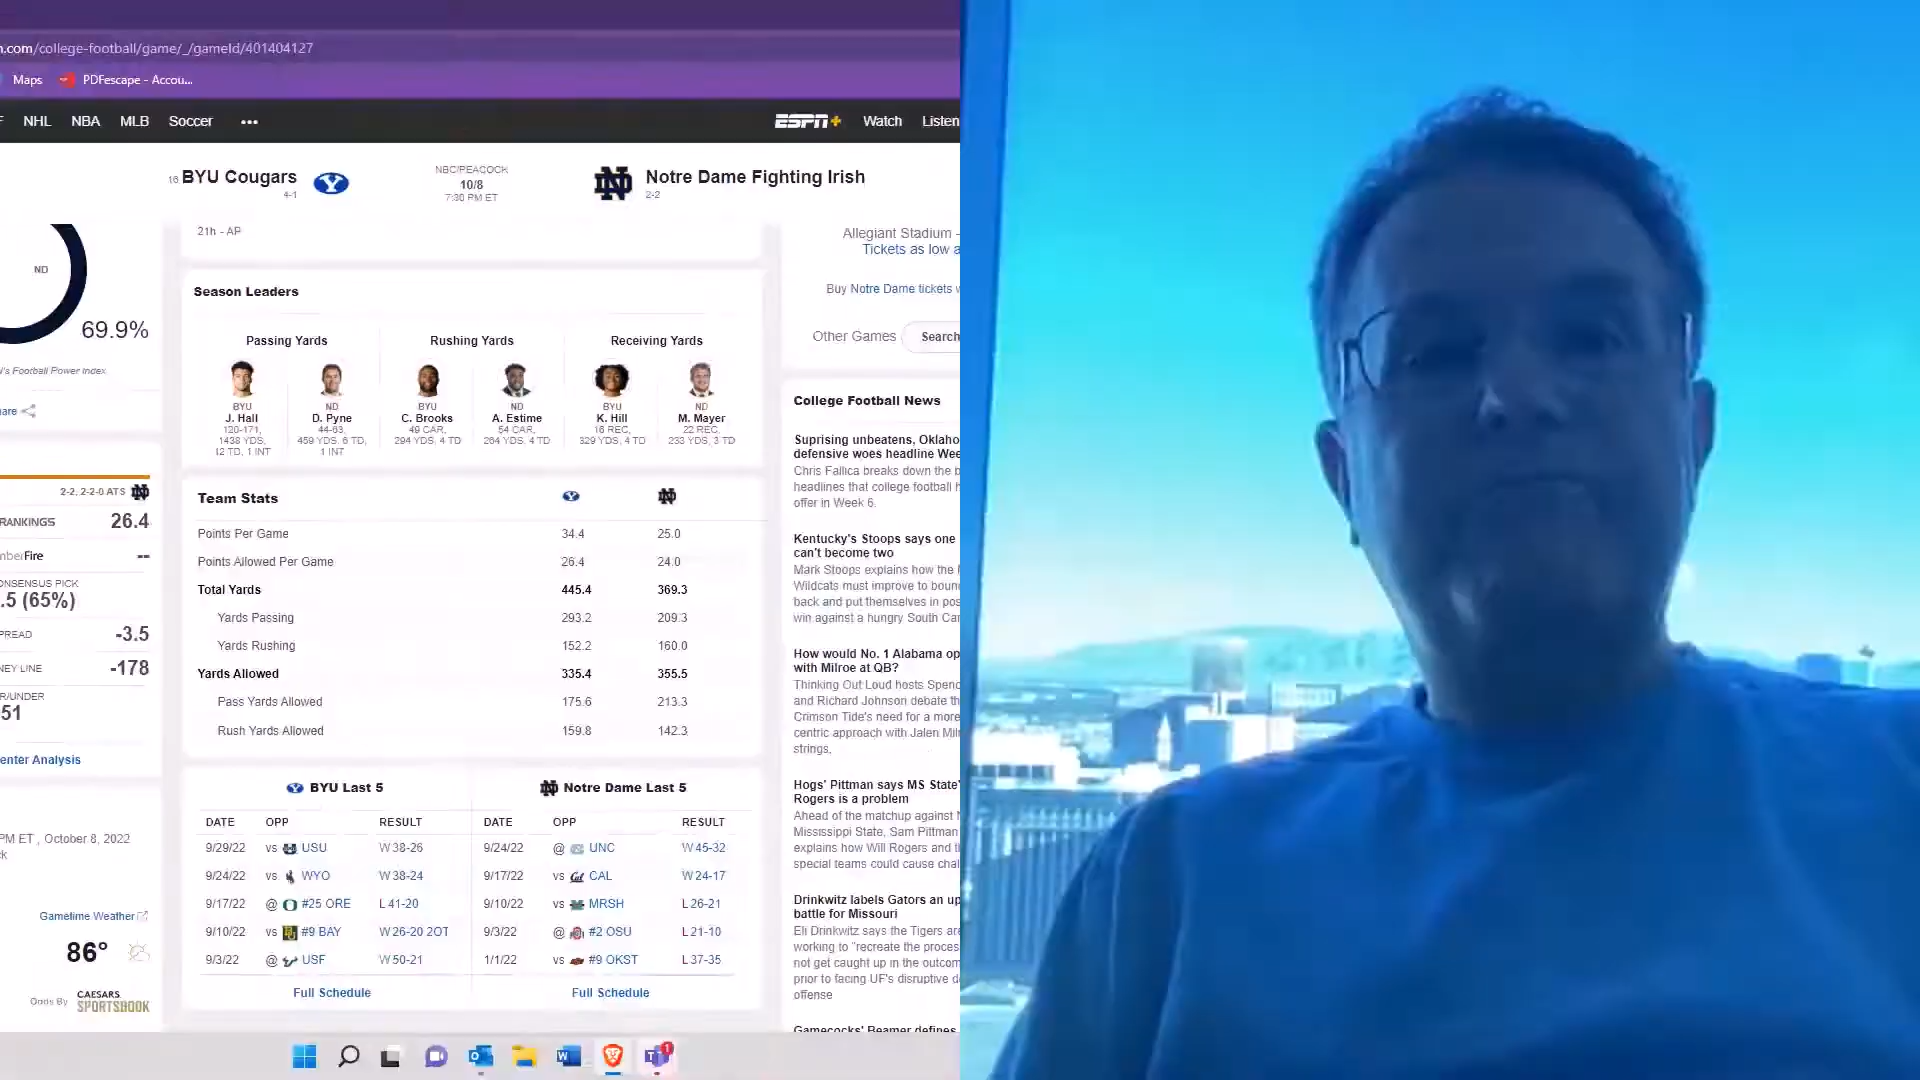 .com/college-football/game/_/gameId/401404127
Maps PDFescape - Accou...
NHL NBA MLB Soccer ••• ESPN+ Watch Listen
16 BYU Cougars
4-1
NBC/PEACOCK
10/8
7:30 PM ET
Notre Dame Fighting Irish
2-2
ND
69.9%
's Football Power Index
are
2-2, 2-2-0 ATS
RANKINGS 26.4
mberFire --
ONSENSUS PICK
.5 (65%)
PREAD -3.5
NEY LINE -178
R/UNDER
51
enter Analysis
PM ET , October 8, 2022
ck
Gametime Weather
86°
Odds By CAESARS SPORTSBOOK
21h - AP
Season Leaders
Passing Yards Rushing Yards Receiving Yards
BYU ND BYU ND BYU ND
J. Hall D. Pyne C. Brooks A. Estime K. Hill M. Mayer
120-171, 44-63, 49 CAR, 54 CAR, 16 REC, 22 REC,
1438 YDS, 459 YDS, 6 TD, 294 YDS, 4 TD 264 YDS, 4 TD 329 YDS, 4 TD 233 YDS, 3 TD
12 TD, 1 INT 1 INT
Team Stats
Points Per Game 34.4 25.0
Points Allowed Per Game 26.4 24.0
Total Yards 445.4 369.3
Yards Passing 293.2 209.3
Yards Rushing 152.2 160.0
Yards Allowed 335.4 355.5
Pass Yards Allowed 175.6 213.3
Rush Yards Allowed 159.8 142.3
BYU Last 5
DATE OPP RESULT
9/29/22 vs USU W 38-26
9/24/22 vs WYO W 38-24
9/17/22 @ #25 ORE L 41-20
9/10/22 vs #9 BAY W 26-20 2OT
9/3/22 @ USF W 50-21
Full Schedule
Notre Dame Last 5
DATE OPP RESULT
9/24/22 @ UNC W 45-32
9/17/22 vs CAL W 24-17
9/10/22 vs MRSH L 26-21
9/3/22 @ #2 OSU L 21-10
1/1/22 vs #9 OKST L 37-35
Full Schedule
Allegiant Stadium -
Tickets as low a
Buy Notre Dame tickets w
Other Games Search
College Football News
Suprising unbeatens, Oklaho
defensive woes headline Wee
Chris Fallica breaks down the b
headlines that college football h
offer in Week 6.
Kentucky's Stoops says one
can't become two
Mark Stoops explains how the
Wildcats must improve to boun
back and put themselves in pos
win against a hungry South Car
How would No. 1 Alabama op
with Milroe at QB?
Thinking Out Loud hosts Spenc
and Richard Johnson debate th
Crimson Tide's need for a more
centric approach with Jalen Mil
strings.
Hogs' Pittman says MS State'
Rogers is a problem
Ahead of the matchup against
Mississippi State, Sam Pittman
explains how Will Rogers and t
special teams could cause chal
Drinkwitz labels Gators an up
battle for Missouri
Eli Drinkwitz says the Tigers are
working to "recreate the proces
not get caught up in the outcom
prior to facing UF's disruptive d
offense
Gamecocks' Beamer defines